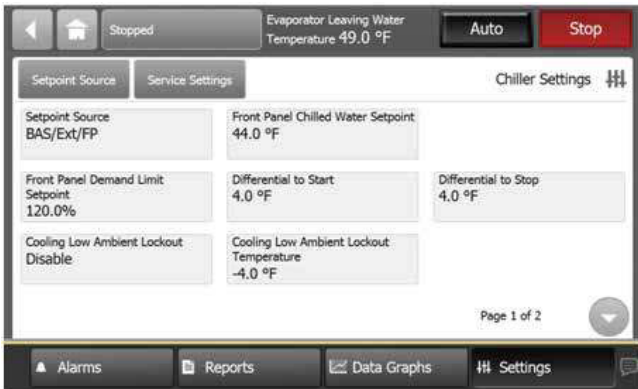 Stopped
Evaporator Leaving Water
Temperature 49.0 °F
Auto
Stop
Setpoint Source
Service Settings
Chiller Settings
Setpoint Source
BAS/Ext/FP
Front Panel Chilled Water Setpoint
44.0 °F
Front Panel Demand Limit
Setpoint
120.0%
Differential to Start
4.0 °F
Differential to Stop
4.0 °F
Cooling Low Ambient Lockout
Disable
Cooling Low Ambient Lockout
Temperature
-4.0 °F
Page 1 of 2
Alarms
Reports
Data Graphs
Settings